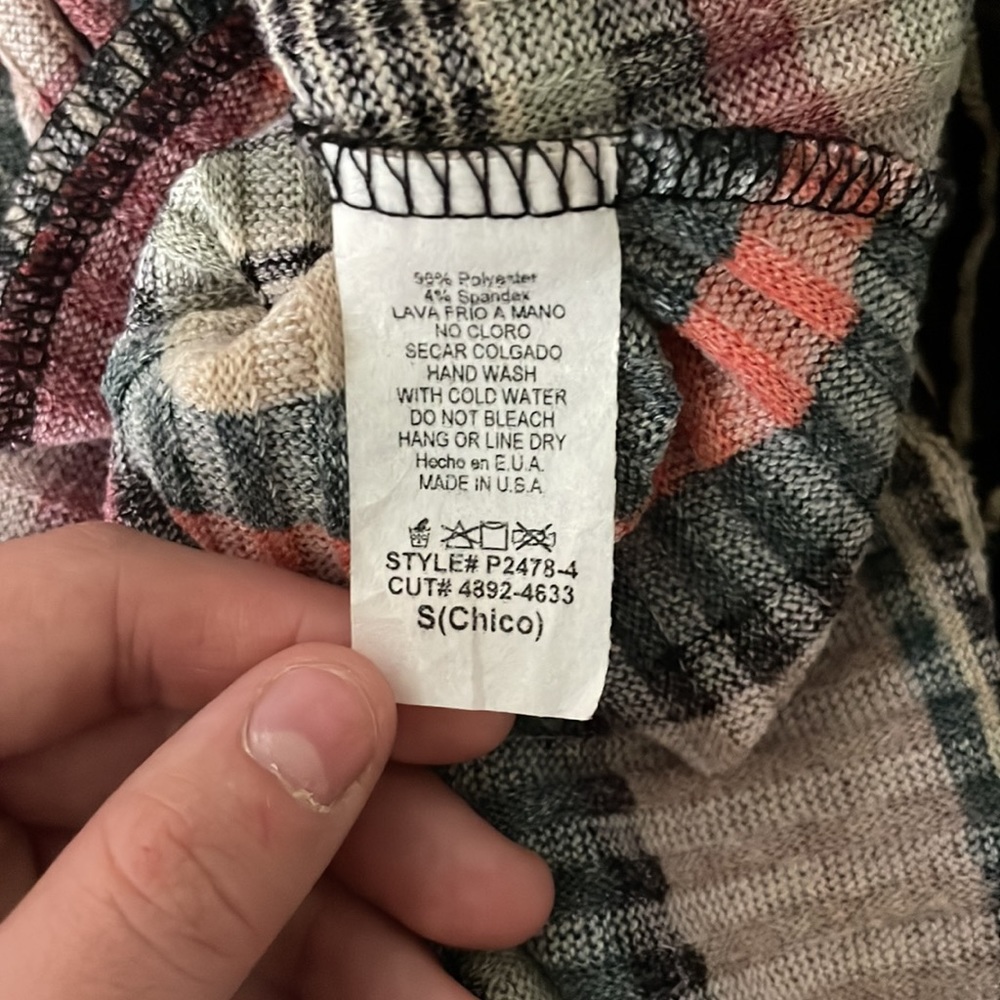 96% Polyester
4% Spandex
LAVA FRIO A MANO
NO CLORO
SECAR COLGADO
HAND WASH
WITH COLD WATER
DO NOT BLEACH
HANG OR LINE DRY
Hecho en E.U.A.
MADE IN U.S.A
STYLE# P2478-4
CUT# 4892-4633
S(Chico)